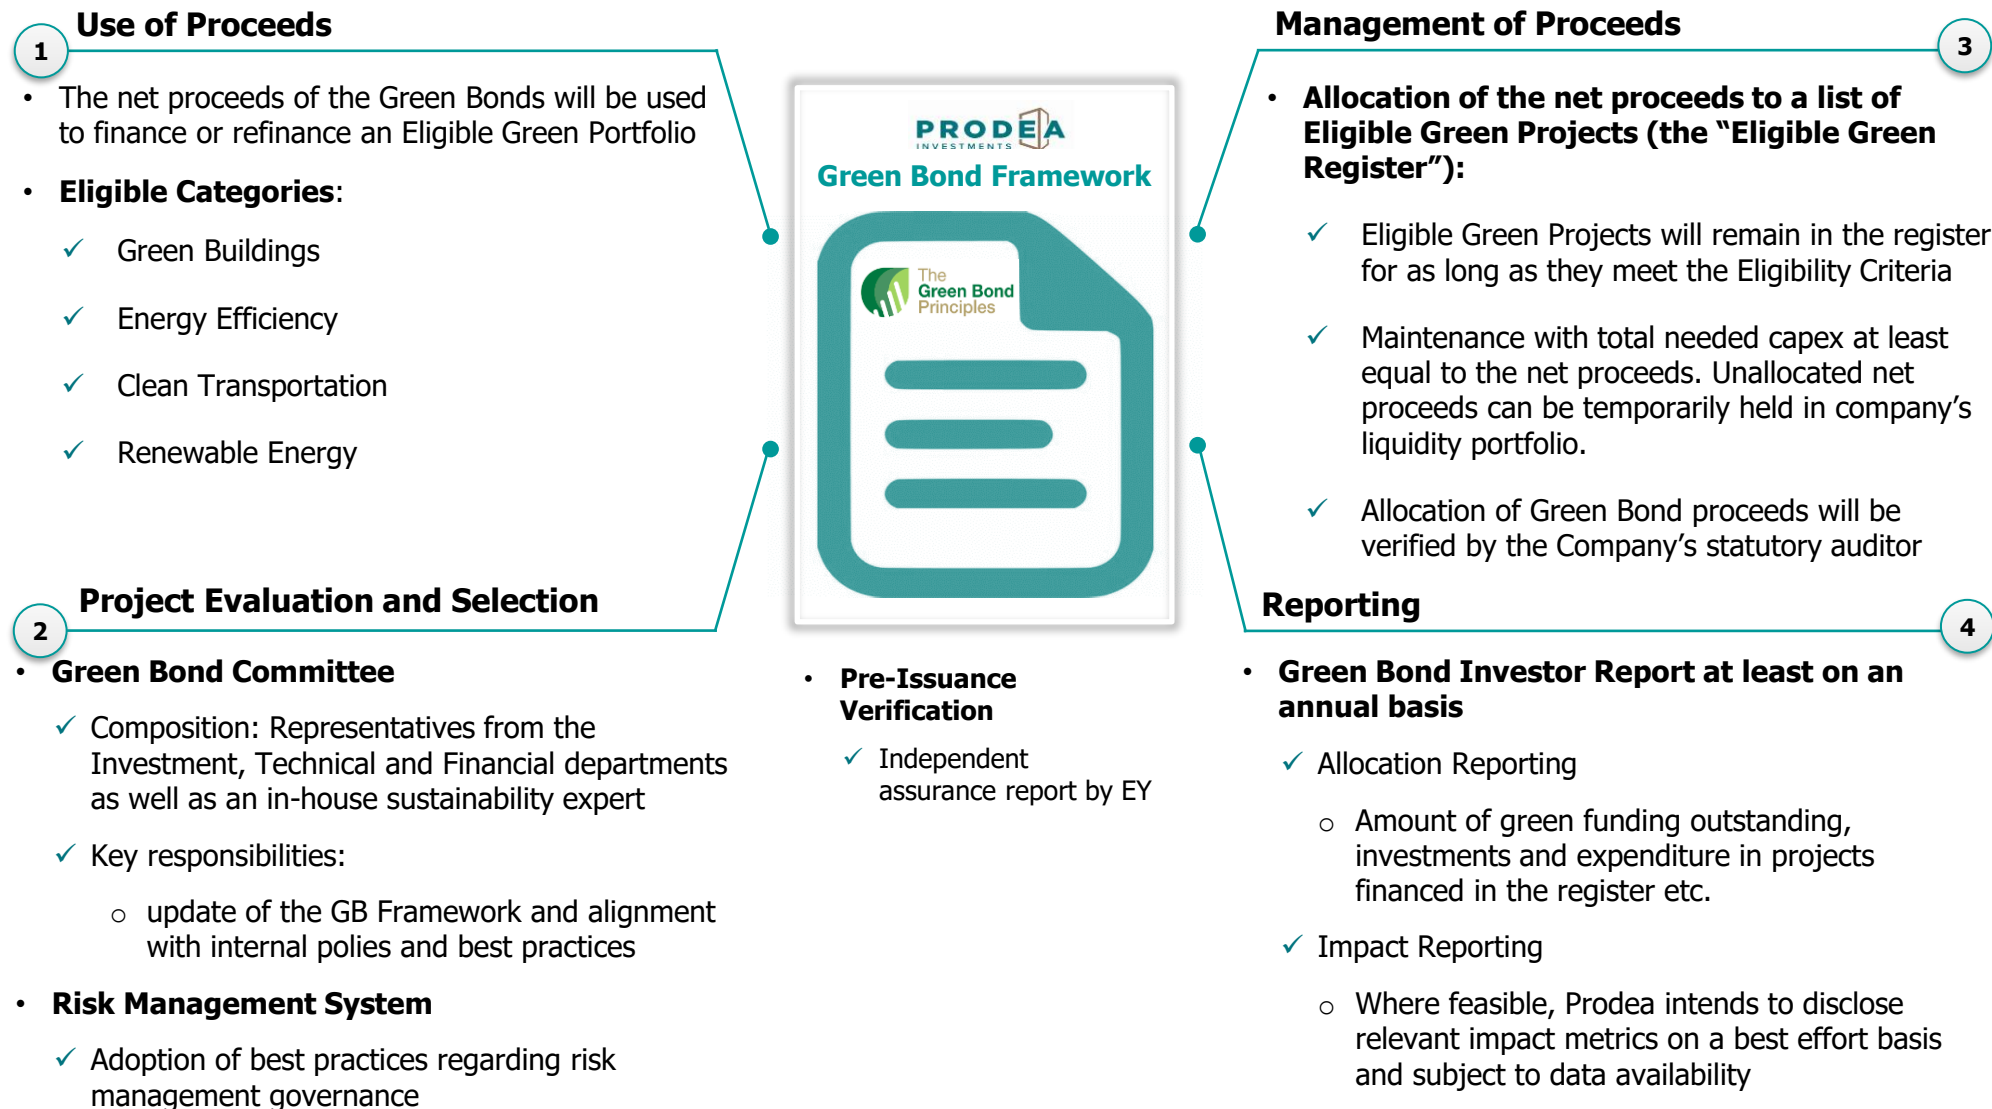 1
Use of Proceeds
• The net proceeds of the Green Bonds will be used
to finance or refinance an Eligible Green Portfolio
• Eligible Categories:
✓ Green Buildings
✓ Energy Efficiency
✓ Clean Transportation
✓ Renewable Energy
2
Project Evaluation and Selection
• Green Bond Committee
✓ Composition: Representatives from the
Investment, Technical and Financial departments
as well as an in-house sustainability expert
✓ Key responsibilities:
o update of the GB Framework and alignment
with internal polies and best practices
• Risk Management System
✓ Adoption of best practices regarding risk
management governance
PRODEA
INVESTMENTS
Green Bond Framework
The
Green Bond
Principles
• Pre-Issuance
Verification
✓ Independent
assurance report by EY
Management of Proceeds
3
• Allocation of the net proceeds to a list of
Eligible Green Projects (the “Eligible Green
Register”):
✓ Eligible Green Projects will remain in the register
for as long as they meet the Eligibility Criteria
✓ Maintenance with total needed capex at least
equal to the net proceeds. Unallocated net
proceeds can be temporarily held in company’s
liquidity portfolio.
✓ Allocation of Green Bond proceeds will be
verified by the Company’s statutory auditor
Reporting
4
• Green Bond Investor Report at least on an
annual basis
✓ Allocation Reporting
o Amount of green funding outstanding,
investments and expenditure in projects
financed in the register etc.
✓ Impact Reporting
o Where feasible, Prodea intends to disclose
relevant impact metrics on a best effort basis
and subject to data availability